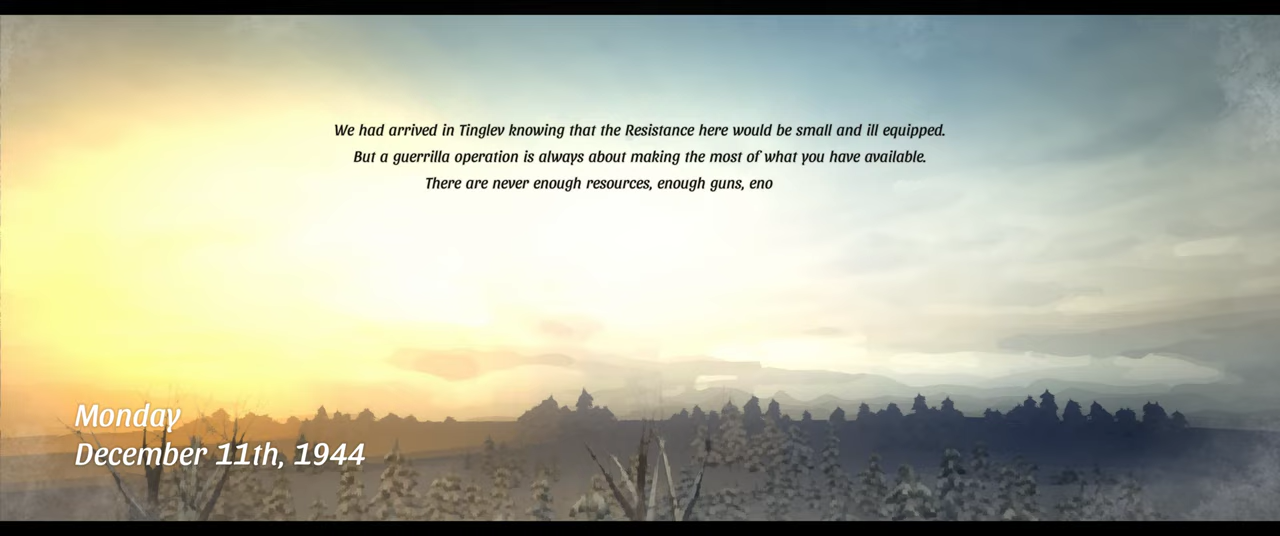 We had arrived in Tinglev knowing that the Resistance here would be small and ill equipped.
But a guerrilla operation is always about making the most of what you have available.
There are never enough resources, enough guns, eno
Monday
December 11th, 1944